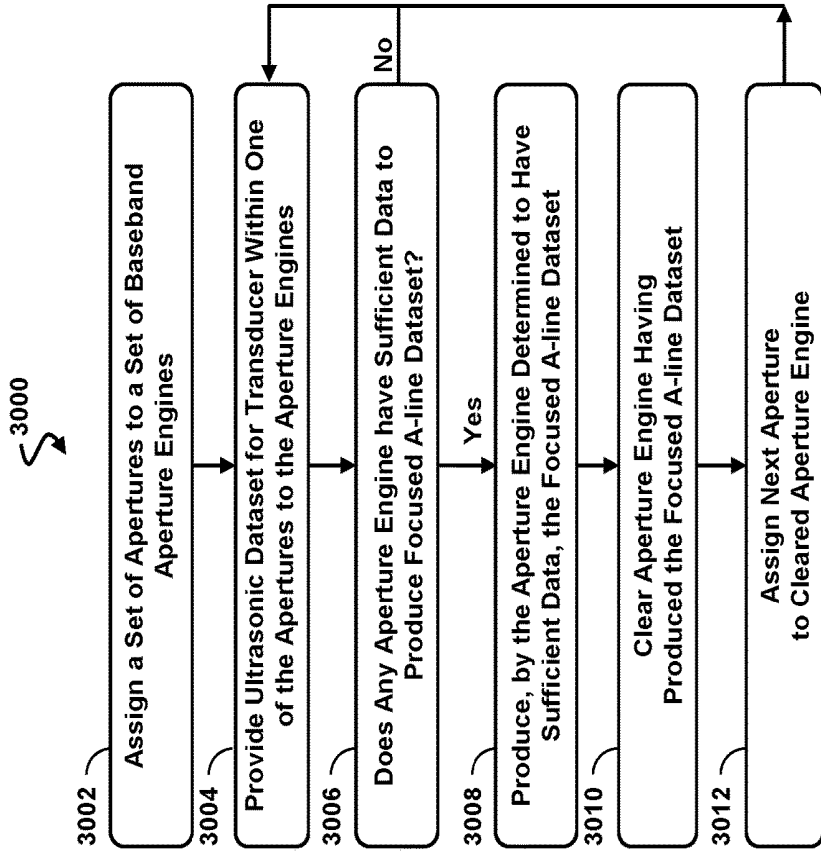 3000
3002
Assign a Set of Apertures to a Set of Baseband
Aperture Engines
3004
Provide Ultrasonic Dataset for Transducer Within One
of the Apertures to the Aperture Engines
3006
Does Any Aperture Engine have Sufficient Data to
Produce Focused A-line Dataset?
No
Yes
3008
Produce, by the Aperture Engine Determined to Have
Sufficient Data, the Focused A-line Dataset
3010
Clear Aperture Engine Having
Produced the Focused A-line Dataset
3012
Assign Next Aperture
to Cleared Aperture Engine